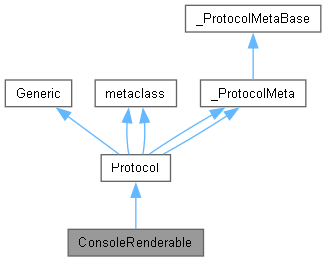 _ProtocolMetaBase
Generic
metaclass
_ProtocolMeta
Protocol
ConsoleRenderable